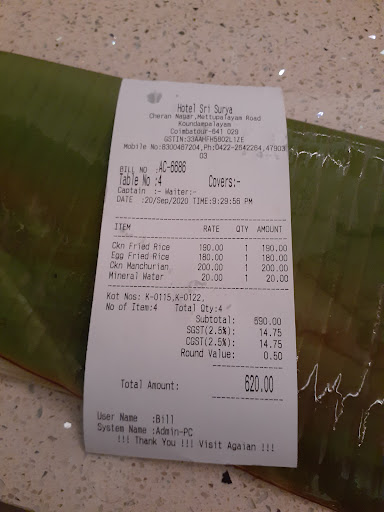 Hotel Sri Surya
Cheran Nagar,Mettupalayam Road
Koundampalayam
Coimbatour-641 029
GSTIN:33AAHFH5802L1ZE
Mobile No:8300467204,Ph:0422-2642264,47903
03
BILL NO :AC-6686
Table No :4 Covers:-
Captain :- Waiter:-
DATE :20/Sep/2020 TIME:9:29:56 PM
ITEM RATE QTY AMOUNT
Ckn Fried Rice 190.00 1 190.00
Egg Fried Rice 180.00 1 180.00
Ckn Manchurian 200.00 1 200.00
Mineral Water 20.00 1 20.00
Kot Nos: K-0115,K-0122,
No of Item:4 Total Qty:4
Subtotal: 590.00
SGST(2.5%): 14.75
CGST(2.5%): 14.75
Round Value: 0.50
Total Amount: 620.00
User Name :Bill
System Name :Admin-PC
!!! Thank You !!! Visit Agaian !!!